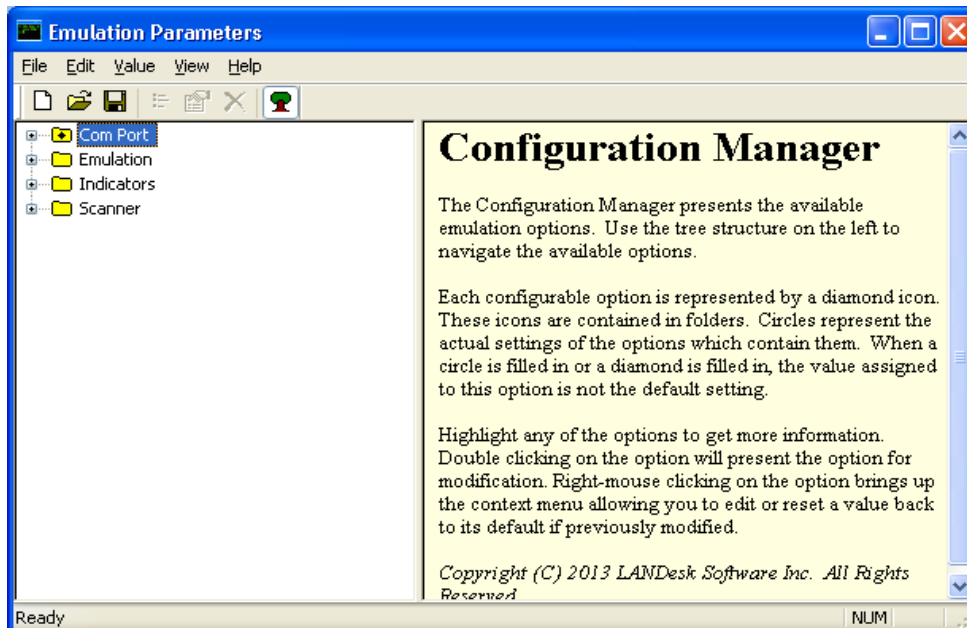 Emulation Parameters
File Edit Value View Help
Com Port
Emulation
Indicators
Scanner
Configuration Manager
The Configuration Manager presents the available
emulation options. Use the tree structure on the left to
navigate the available options.
Each configurable option is represented by a diamond icon.
These icons are contained in folders. Circles represent the
actual settings of the options which contain them. When a
circle is filled in or a diamond is filled in, the value assigned
to this option is not the default setting.
Highlight any of the options to get more information.
Double clicking on the option will present the option for
modification. Right-mouse clicking on the option brings up
the context menu allowing you to edit or reset a value back
to its default if previously modified.
Copyright (C) 2013 LANDesk Software Inc. All Rights
Reserved
Ready
NUM